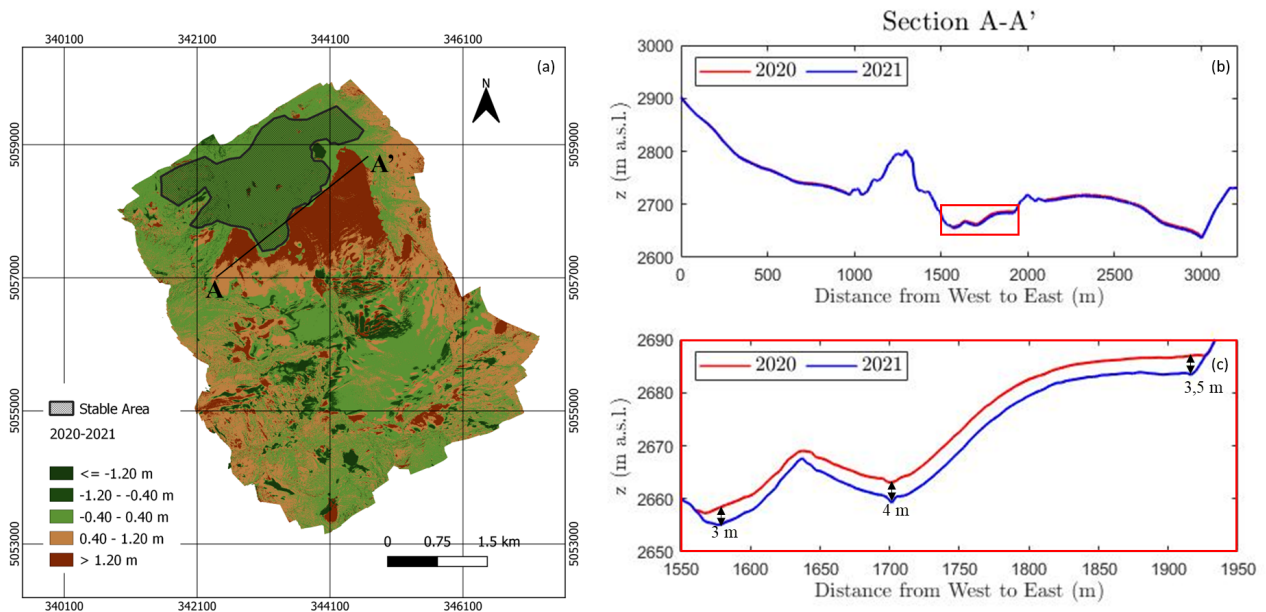 340100 342100 344100 346100
(a)
N
5059000 5059000
A'
5057000 5057000
A
5055000 5055000
5053000 5053000
Stable Area
2020-2021
<= -1.20 m
-1.20 - -0.40 m
-0.40 - 0.40 m
0.40 - 1.20 m
> 1.20 m
0 0.75 1.5 km
340100 342100 344100 346100
Section A-A'
3000
2900
2800
2700
2600
z (m a.s.l.)
2020 2021
(b)
0 500 1000 1500 2000 2500 3000
Distance from West to East (m)
2690
2680
2670
2660
2650
z (m a.s.l.)
2020 2021
(c)
3,5 m
4 m
3 m
1550 1600 1650 1700 1750 1800 1850 1900 1950
Distance from West to East (m)